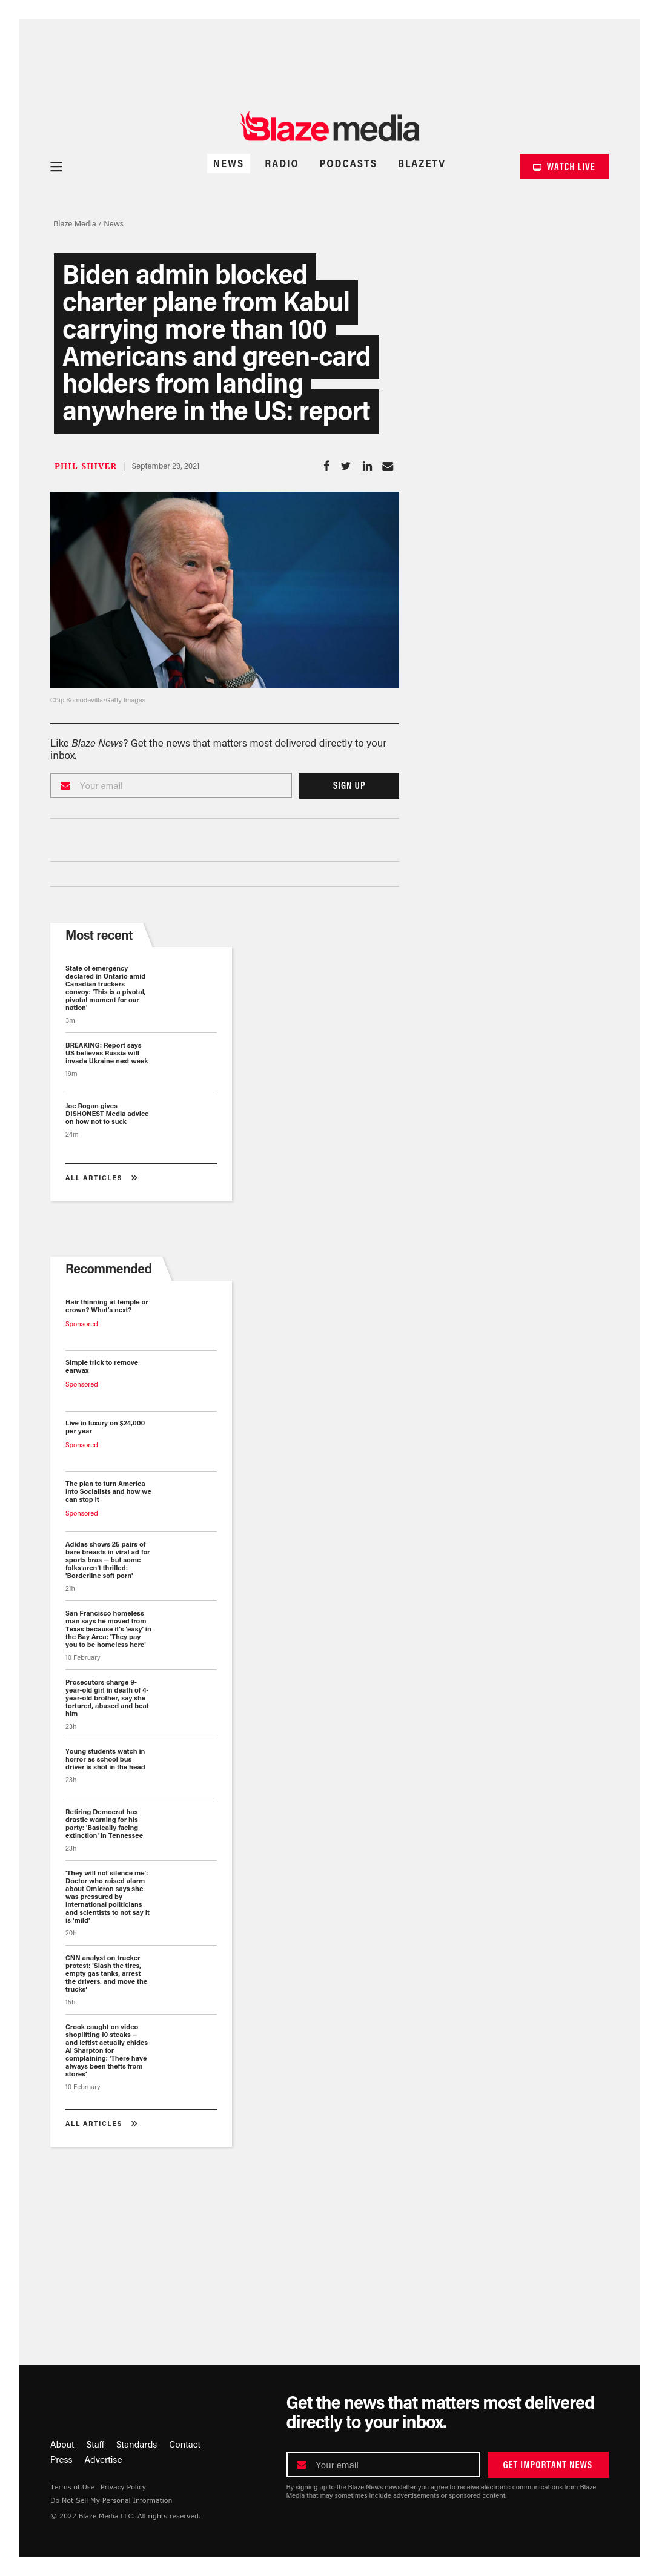 Blaze media
NEWS RADIO PODCASTS BLAZETV
WATCH LIVE
Blaze Media / News
Biden admin blocked
charter plane from Kabul
carrying more than 100
Americans and green-card
holders from landing
anywhere in the US: report
PHIL SHIVER | September 29, 2021
Chip Somodevilla/Getty Images
Like Blaze News? Get the news that matters most delivered directly to your
inbox.
Your email
SIGN UP
Most recent
State of emergency
declared in Ontario amid
Canadian truckers
convoy: 'This is a pivotal,
pivotal moment for our
nation'
3m
BREAKING: Report says
US believes Russia will
invade Ukraine next week
19m
Joe Rogan gives
DISHONEST Media advice
on how not to suck
24m
ALL ARTICLES
Recommended
Hair thinning at temple or
crown? What's next?
Sponsored
Simple trick to remove
earwax
Sponsored
Live in luxury on $24,000
per year
Sponsored
The plan to turn America
into Socialists and how we
can stop it
Sponsored
Adidas shows 25 pairs of
bare breasts in viral ad for
sports bras — but some
folks aren't thrilled:
'Borderline soft porn'
21h
San Francisco homeless
man says he moved from
Texas because it's 'easy' in
the Bay Area: 'They pay
you to be homeless here'
10 February
Prosecutors charge 9-
year-old girl in death of 4-
year-old brother, say she
tortured, abused and beat
him
23h
Young students watch in
horror as school bus
driver is shot in the head
23h
Retiring Democrat has
drastic warning for his
party: 'Basically facing
extinction' in Tennessee
23h
'They will not silence me':
Doctor who raised alarm
about Omicron says she
was pressured by
international politicians
and scientists to not say it
is 'mild'
20h
CNN analyst on trucker
protest: 'Slash the tires,
empty gas tanks, arrest
the drivers, and move the
trucks'
15h
Crook caught on video
shoplifting 10 steaks —
and leftist actually chides
Al Sharpton for
complaining: 'There have
always been thefts from
stores'
10 February
ALL ARTICLES
About Staff Standards Contact
Press Advertise
Terms of Use Privacy Policy
Do Not Sell My Personal Information
© 2022 Blaze Media LLC. All rights reserved.
Get the news that matters most delivered
directly to your inbox.
Your email
GET IMPORTANT NEWS
By signing up to the Blaze News newsletter you agree to receive electronic communications from Blaze
Media that may sometimes include advertisements or sponsored content.